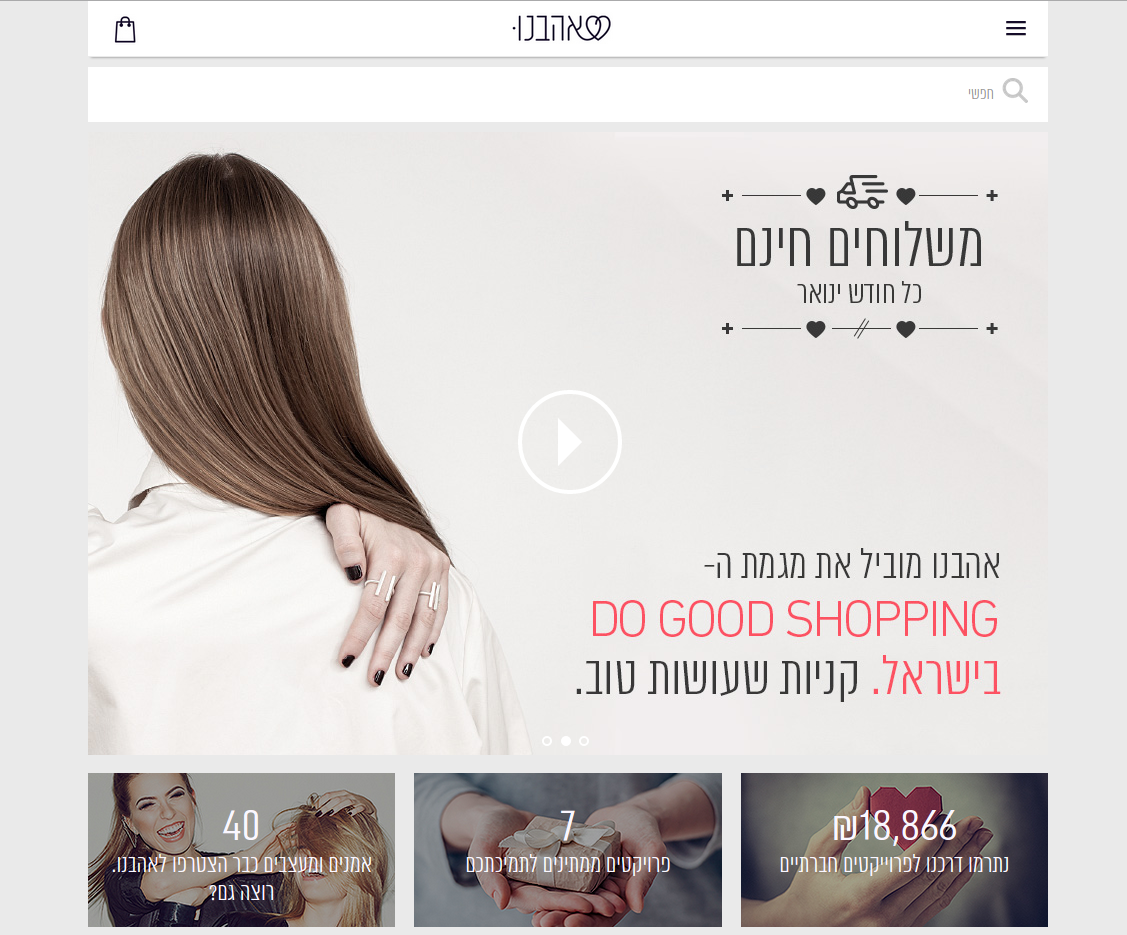 אהבנו.
חפשי
משלוחים חינם
כל חודש ינואר
אהבנו מוביל את מגמת ה-
DO GOOD SHOPPING
בישראל. קניות שעושות טוב.
₪18,866
נתרמו דרכנו לפרוייקטים חברתיים
7
פרויקטים ממתינים לתמיכתכם
40
אמנים ומעצבים כבר הצטרפו לאהבנו.
רוצה גם?